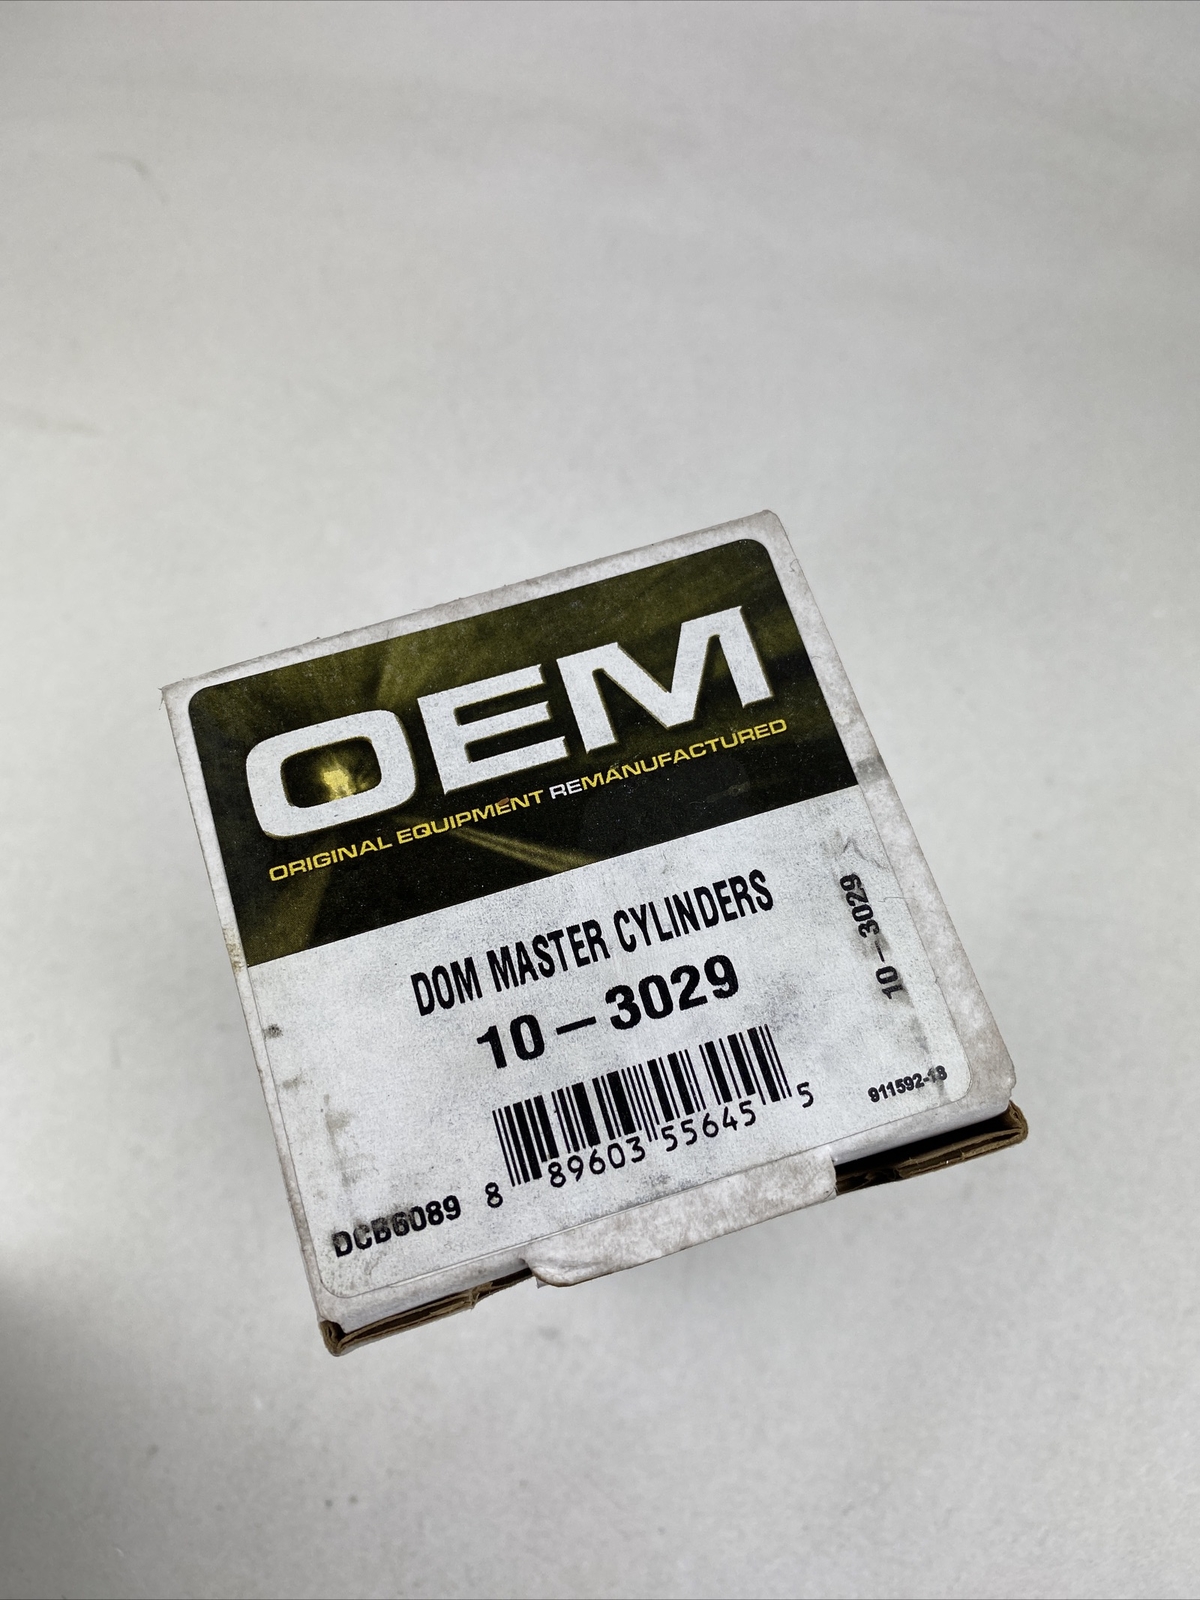 OEM
ORIGINAL EQUIPMENT REMANUFACTURED
DOM MASTER CYLINDERS
10-3029
10-3029
8 89603 55645 5
911592-18
DCB6089